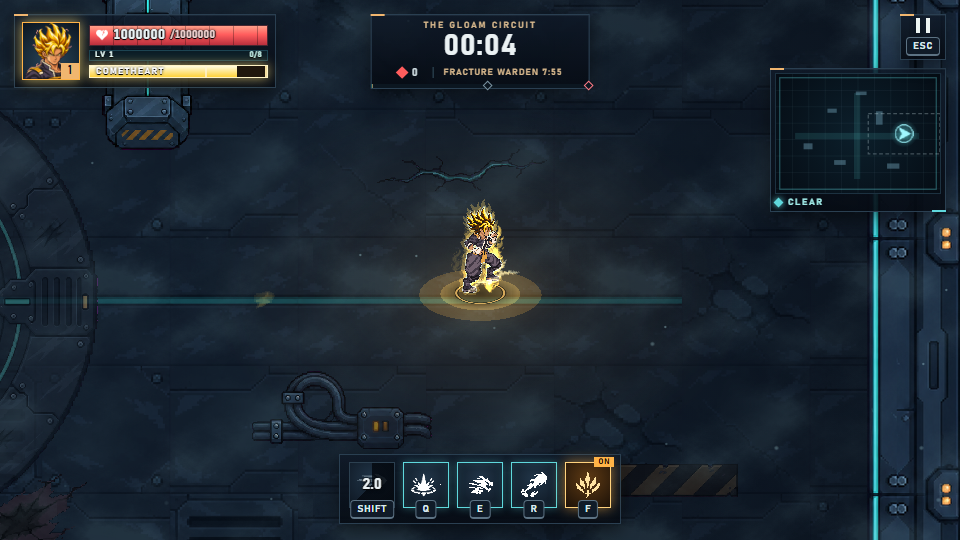 1000000 /1000000
LV 1
0/8
1
COMETHEART
THE GLOAM CIRCUIT
00:04
0
FRACTURE WARDEN 7:55
ESC
CLEAR
ON
2.0
SHIFT
Q
E
R
F